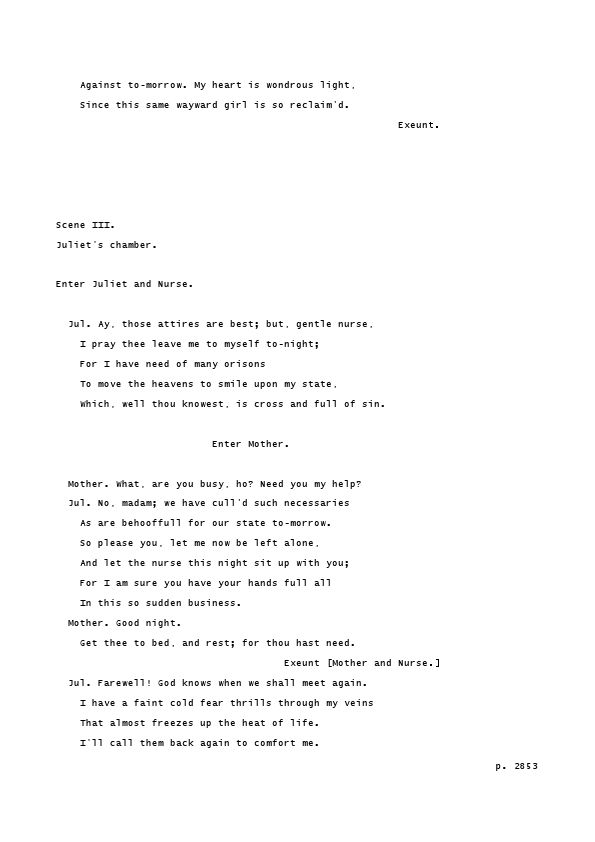 Against to-morrow. My heart is wondrous light,
Since this same wayward girl is so reclaim'd.
Exeunt.
Scene III.
Juliet's chamber.
Enter Juliet and Nurse.
Jul. Ay, those attires are best; but, gentle nurse,
I pray thee leave me to myself to-night;
For I have need of many orisons
To move the heavens to smile upon my state,
Which, well thou knowest, is cross and full of sin.
Enter Mother.
Mother. What, are you busy, ho? Need you my help?
Jul. No, madam; we have cull'd such necessaries
As are behooffull for our state to-morrow.
So please you, let me now be left alone,
And let the nurse this night sit up with you;
For I am sure you have your hands full all
In this so sudden business.
Mother. Good night.
Get thee to bed, and rest; for thou hast need.
Exeunt [Mother and Nurse.]
Jul. Farewell! God knows when we shall meet again.
I have a faint cold fear thrills through my veins
That almost freezes up the heat of life.
I'll call them back again to comfort me.
p. 2853